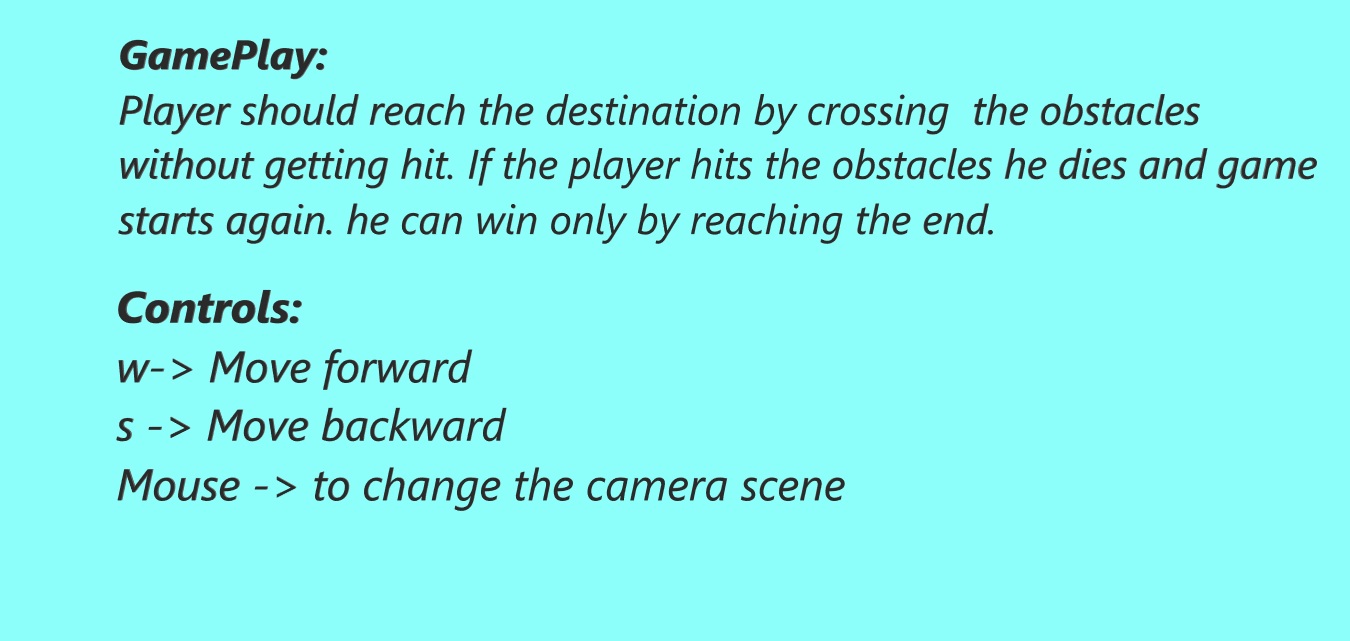 GamePlay:
Player should reach the destination by crossing  the obstacles
without getting hit. If the player hits the obstacles he dies and game
starts again. he can win only by reaching the end.
Controls:
w-> Move forward
s -> Move backward
Mouse -> to change the camera scene